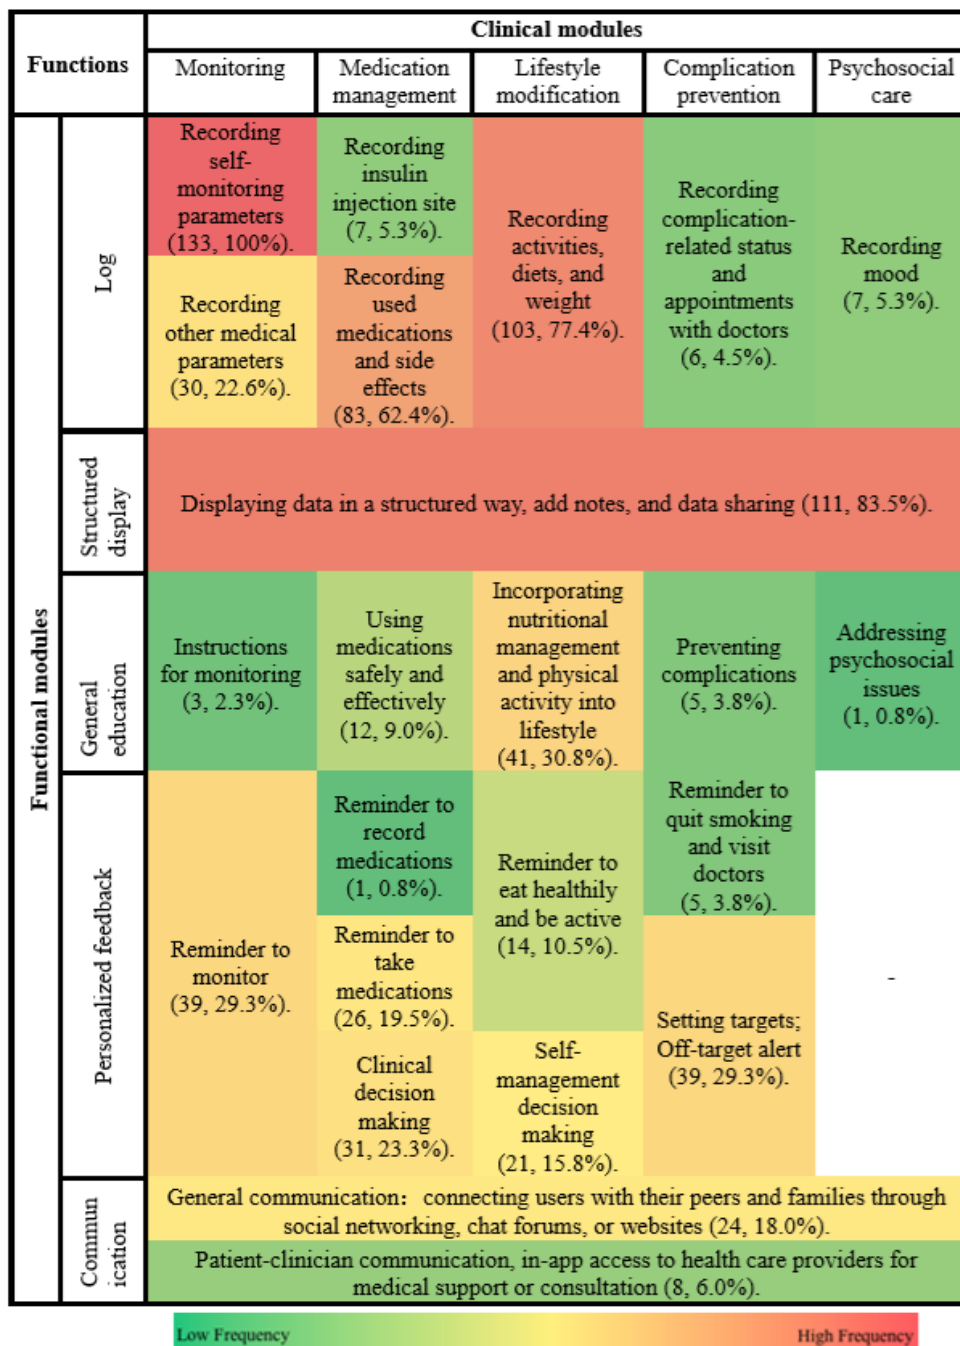 Functions
Clinical modules
Monitoring
Medication
management
Lifestyle
modification
Complication
prevention
Psychosocial
care
Functional modules
Log
Recording
self-
monitoring
parameters
(133, 100%).
Recording
other medical
parameters
(30, 22.6%).
Recording
insulin
injection site
(7, 5.3%).
Recording
used
medications
and side
effects
(83, 62.4%).
Recording
activities,
diets, and
weight
(103, 77.4%).
Recording
complication-
related status
and
appointments
with doctors
(6, 4.5%).
Recording
mood
(7, 5.3%).
Structured
display
Displaying data in a structured way, add notes, and data sharing (111, 83.5%).
General
education
Instructions
for monitoring
(3, 2.3%).
Using
medications
safely and
effectively
(12, 9.0%).
Incorporating
nutritional
management
and physical
activity into
lifestyle
(41, 30.8%).
Preventing
complications
(5, 3.8%).
Addressing
psychosocial
issues
(1, 0.8%).
Personalized feedback
Reminder to
monitor
(39, 29.3%).
Reminder to
record
medications
(1, 0.8%).
Reminder to
take
medications
(26, 19.5%).
Clinical
decision
making
(31, 23.3%).
Reminder to
eat healthily
and be active
(14, 10.5%).
Self-
management
decision
making
(21, 15.8%).
Reminder to
quit smoking
and visit
doctors
(5, 3.8%).
Setting targets;
Off-target alert
(39, 29.3%).
-
Commun
ication
General communication： connecting users with their peers and families through
social networking, chat forums, or websites (24, 18.0%).
Patient-clinician communication, in-app access to health care providers for
medical support or consultation (8, 6.0%).
Low Frequency
High Frequency